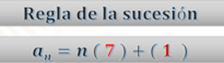 Regla de la sucesión
aₙ = n ( 7 ) + ( 1 )